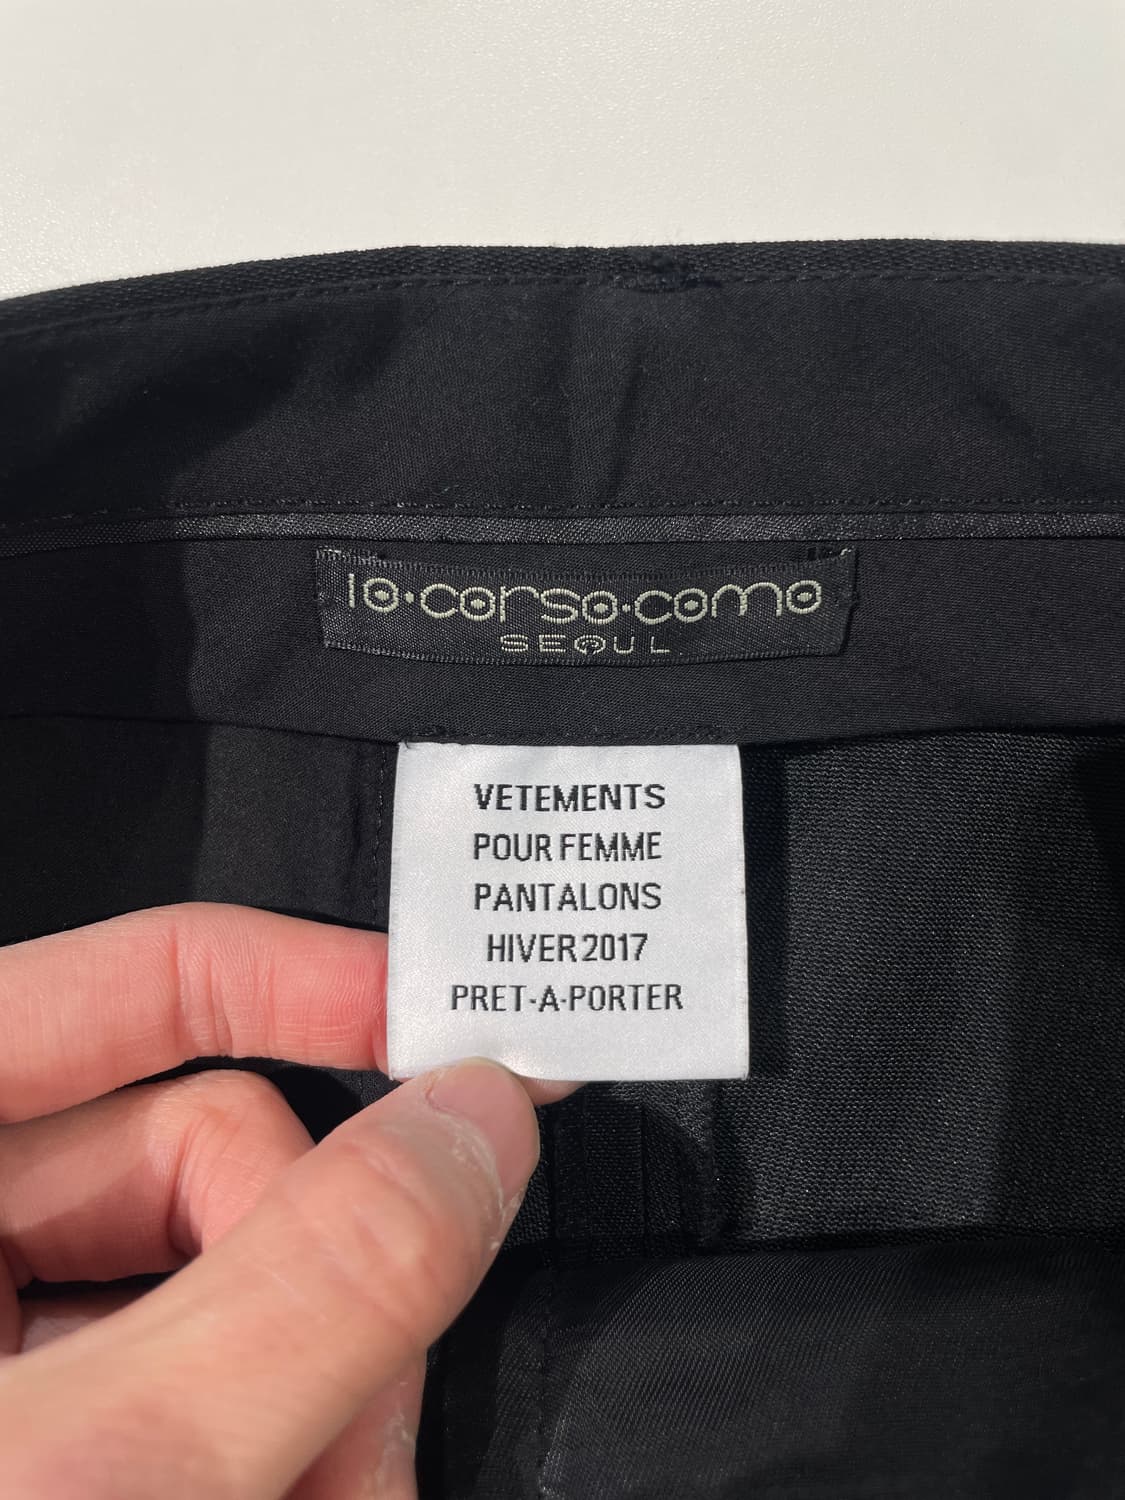 10·corso·como
SEOUL
VETEMENTS
POUR FEMME
PANTALONS
HIVER 2017
PRET-A-PORTER